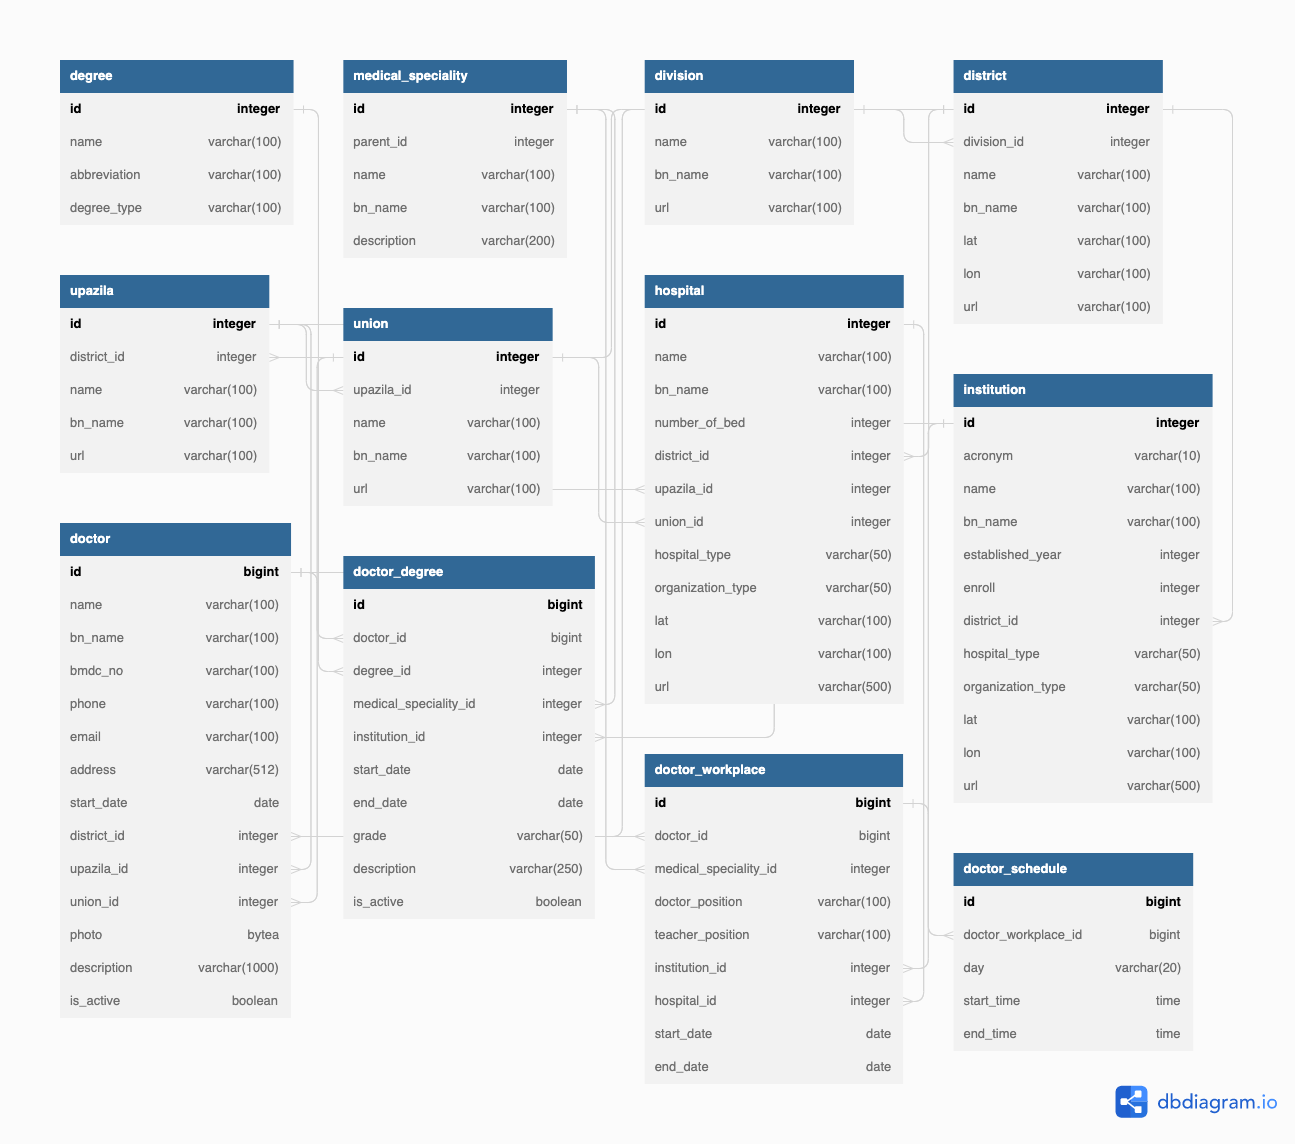 degree
id integer
name varchar(100)
abbreviation varchar(100)
degree_type varchar(100)
medical_speciality
id integer
parent_id integer
name varchar(100)
bn_name varchar(100)
description varchar(200)
division
id integer
name varchar(100)
bn_name varchar(100)
url varchar(100)
district
id integer
division_id integer
name varchar(100)
bn_name varchar(100)
lat varchar(100)
lon varchar(100)
url varchar(100)
upazila
id integer
district_id integer
name varchar(100)
bn_name varchar(100)
url varchar(100)
union
id integer
upazila_id integer
name varchar(100)
bn_name varchar(100)
url varchar(100)
hospital
id integer
name varchar(100)
bn_name varchar(100)
number_of_bed integer
district_id integer
upazila_id integer
union_id integer
hospital_type varchar(50)
organization_type varchar(50)
lat varchar(100)
lon varchar(100)
url varchar(500)
institution
id integer
acronym varchar(10)
name varchar(100)
bn_name varchar(100)
established_year integer
enroll integer
district_id integer
hospital_type varchar(50)
organization_type varchar(50)
lat varchar(100)
lon varchar(100)
url varchar(500)
doctor
id bigint
name varchar(100)
bn_name varchar(100)
bmdc_no varchar(100)
phone varchar(100)
email varchar(100)
address varchar(512)
start_date date
district_id integer
upazila_id integer
union_id integer
photo bytea
description varchar(1000)
is_active boolean
doctor_degree
id bigint
doctor_id bigint
degree_id integer
medical_speciality_id integer
institution_id integer
start_date date
end_date date
grade varchar(50)
description varchar(250)
is_active boolean
doctor_workplace
id bigint
doctor_id bigint
medical_speciality_id integer
doctor_position varchar(100)
teacher_position varchar(100)
institution_id integer
hospital_id integer
start_date date
end_date date
doctor_schedule
id bigint
doctor_workplace_id bigint
day varchar(20)
start_time time
end_time time
dbdiagram.io